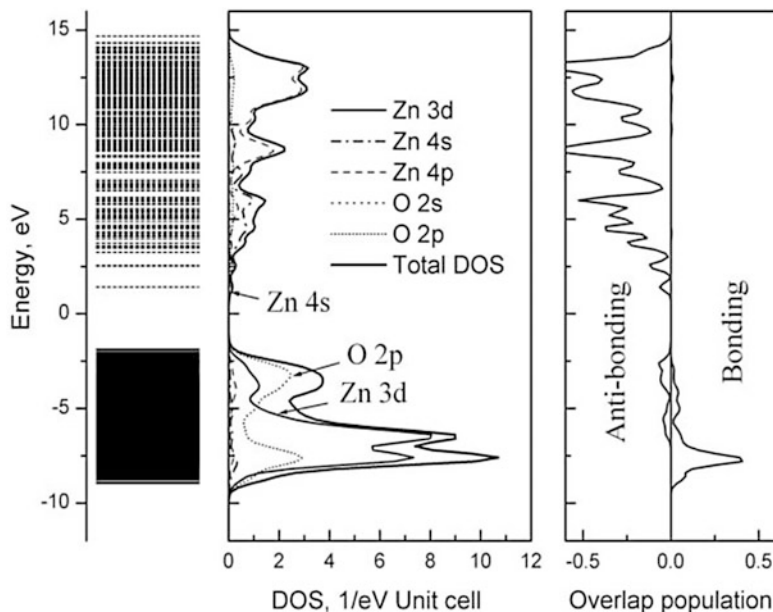 15
10
5
0
-5
-10
Energy, eV
Zn 3d
Zn 4s
Zn 4p
O 2s
O 2p
Total DOS
Zn 4s
O 2p
Zn 3d
0 2 4 6 8 10 12
DOS, 1/eV Unit cell
Anti-bonding
Bonding
-0.5 0.0 0.5
Overlap population